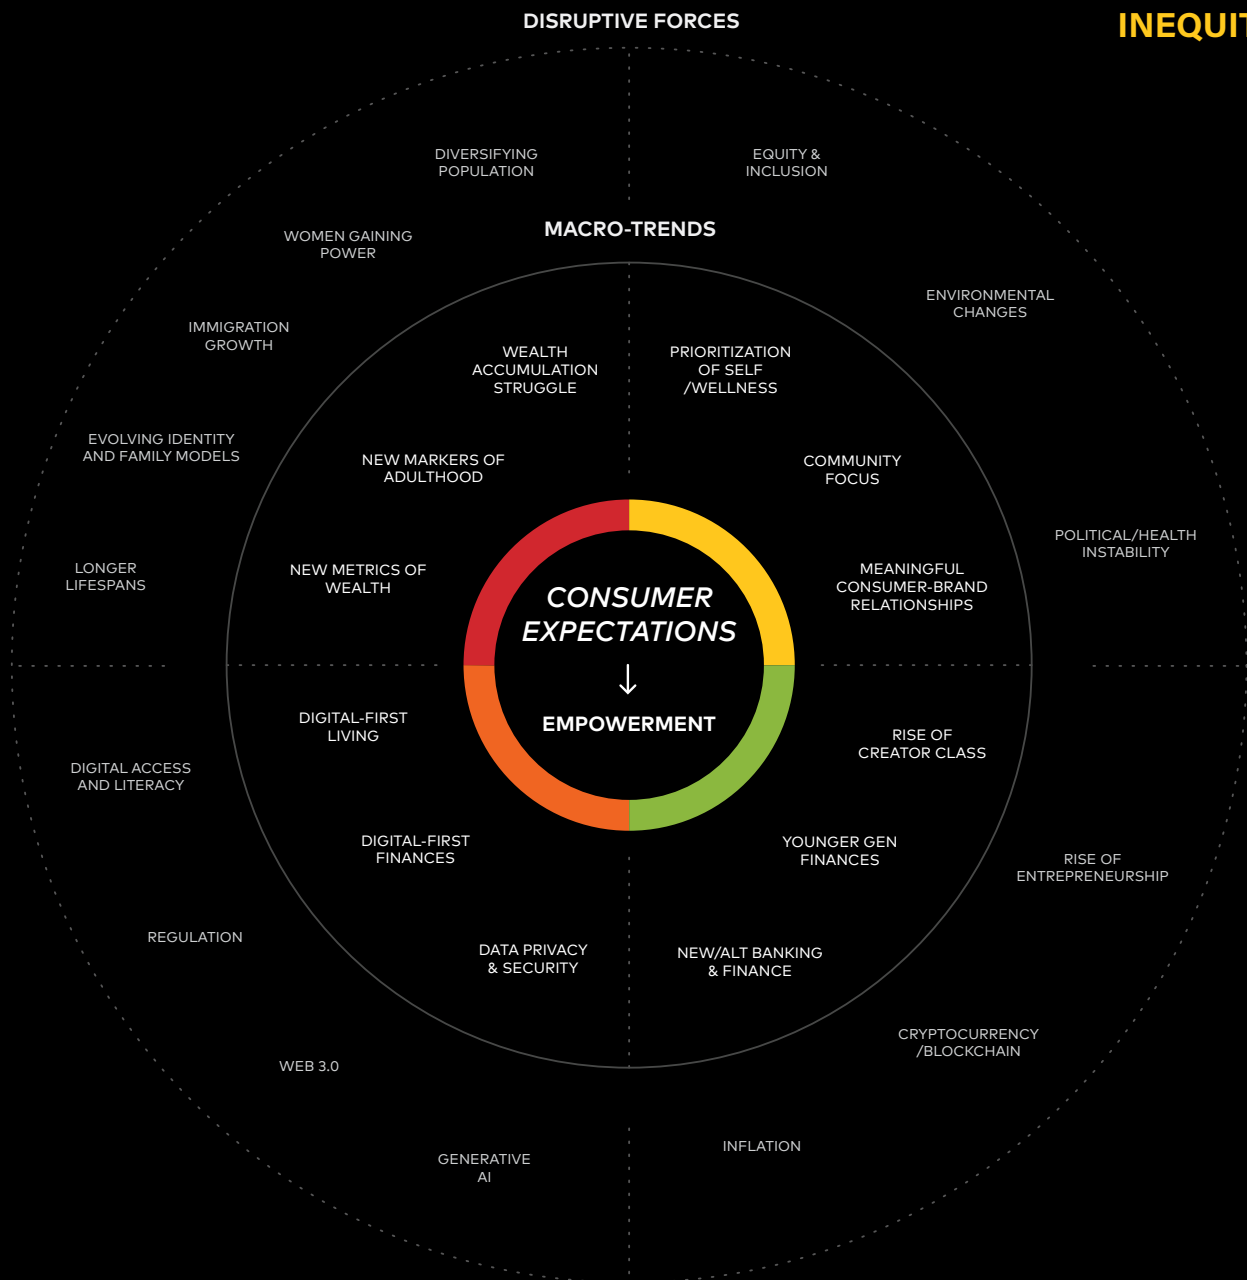 DISRUPTIVE FORCES
INEQUIT
DIVERSIFYING
POPULATION
EQUITY &
INCLUSION
WOMEN GAINING
POWER
MACRO-TRENDS
ENVIRONMENTAL
CHANGES
IMMIGRATION
GROWTH
WEALTH
ACCUMULATION
STRUGGLE
PRIORITIZATION
OF SELF
/WELLNESS
EVOLVING IDENTITY
AND FAMILY MODELS
NEW MARKERS OF
ADULTHOOD
COMMUNITY
FOCUS
POLITICAL/HEALTH
INSTABILITY
LONGER
LIFESPANS
NEW METRICS OF
WEALTH
MEANINGFUL
CONSUMER-BRAND
RELATIONSHIPS
CONSUMER
EXPECTATIONS
↓
EMPOWERMENT
DIGITAL-FIRST
LIVING
RISE OF
CREATOR CLASS
DIGITAL ACCESS
AND LITERACY
DIGITAL-FIRST
FINANCES
YOUNGER GEN
FINANCES
RISE OF
ENTREPRENEURSHIP
REGULATION
DATA PRIVACY
& SECURITY
NEW/ALT BANKING
& FINANCE
CRYPTOCURRENCY
/BLOCKCHAIN
WEB 3.0
GENERATIVE
AI
INFLATION